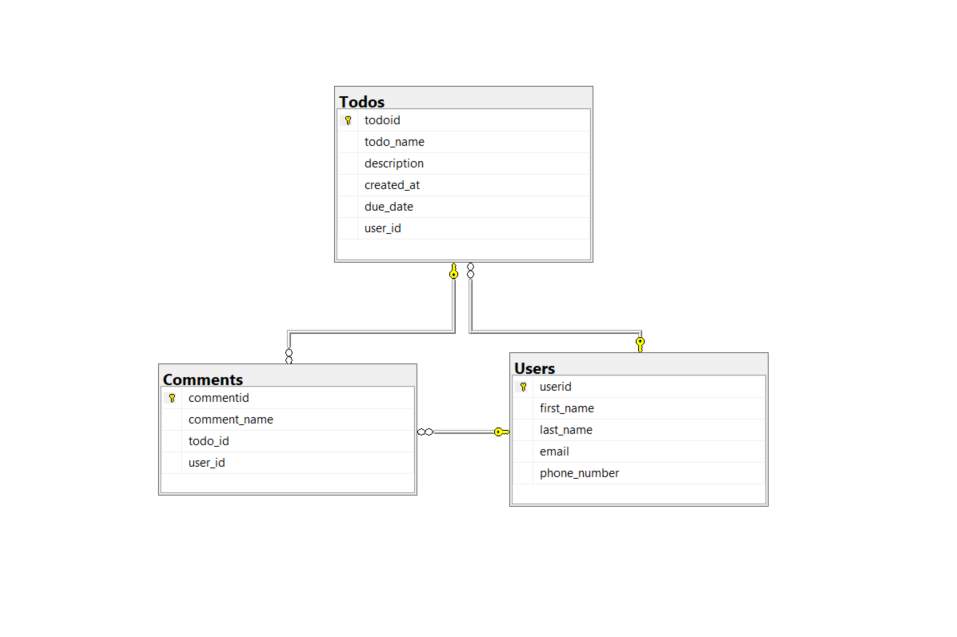 Todos
todoid
todo_name
description
created_at
due_date
user_id
Comments
commentid
comment_name
todo_id
user_id
Users
userid
first_name
last_name
email
phone_number